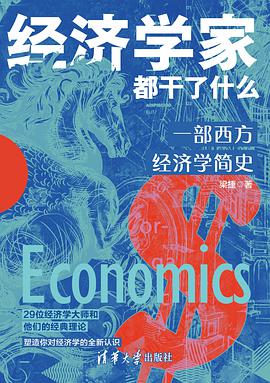 经济学家
都干了什么
一部西方
经济学简史
梁捷 著
Economics
29位经济学大师和
他们的经典理论
塑造你对经济学的全新认识
清华大学出版社